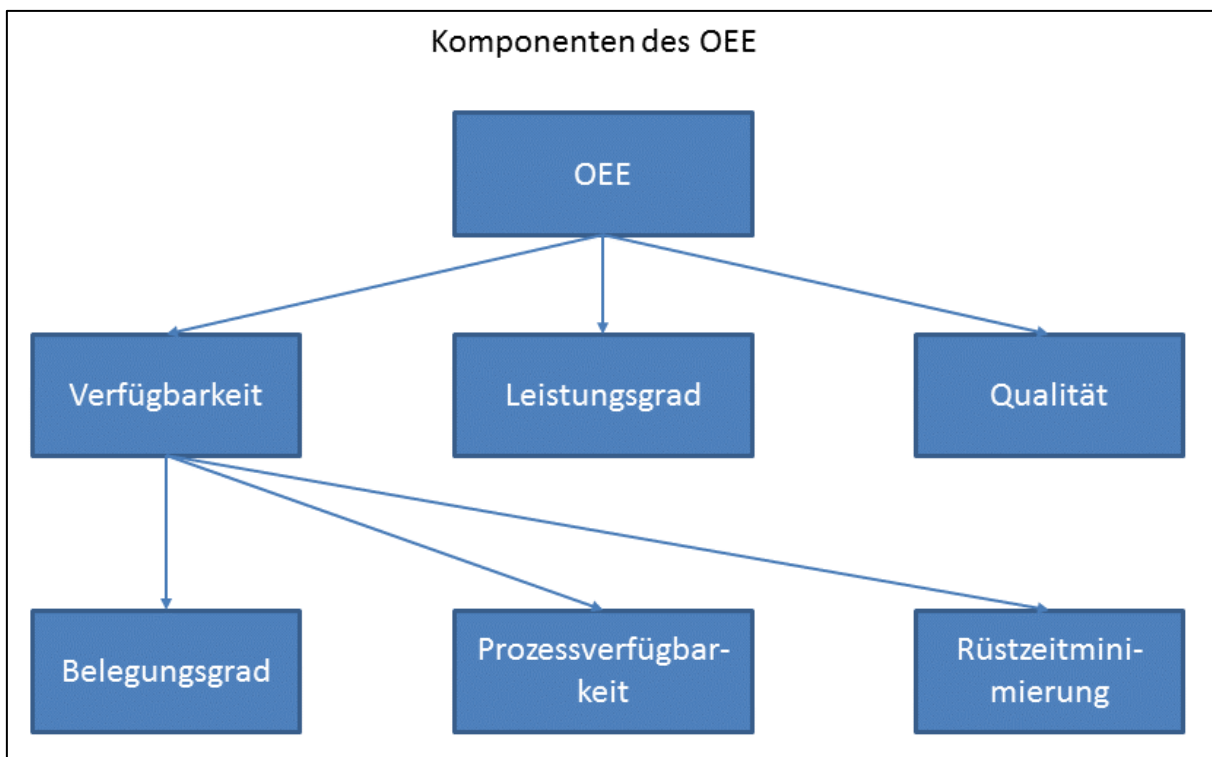 Komponenten des OEE
OEE
Verfügbarkeit
Leistungsgrad
Qualität
Belegungsgrad
Prozessverfügbar-
keit
Rüstzeitmini-
mierung